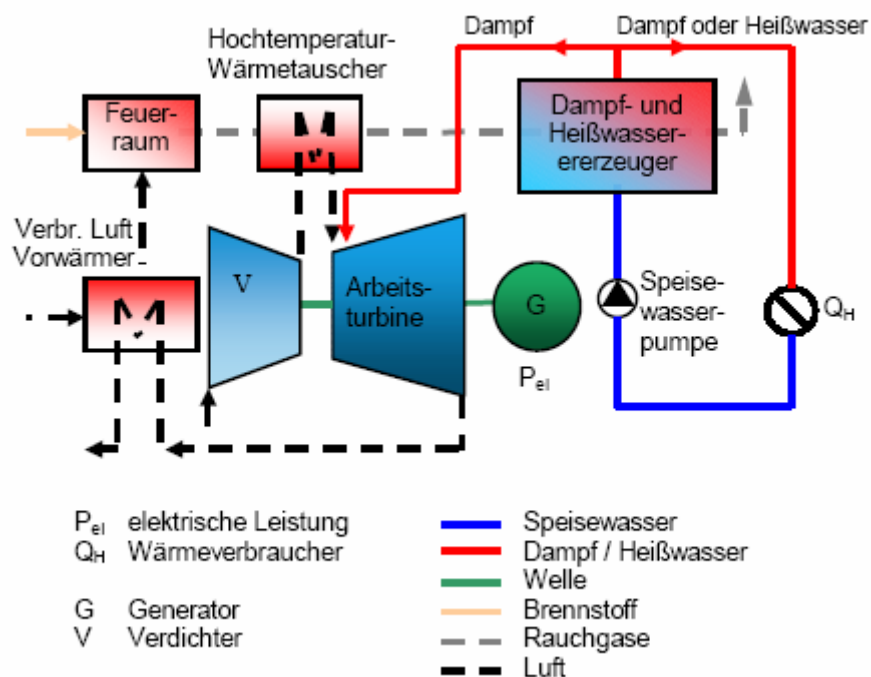 Dampf
Dampf oder Heißwasser
Hochtemperatur-
Wärmetauscher
Feuer-
raum
Dampf- und
Heißwasser-
ererzeuger
Verbr. Luft
Vorwärmer
V
Arbeits-
turbine
G
Speise-
wasser-
pumpe
QH
Pel
Pel elektrische Leistung
QH Wärmeverbraucher
G Generator
V Verdichter
Speisewasser
Dampf / Heißwasser
Welle
Brennstoff
Rauchgase
Luft